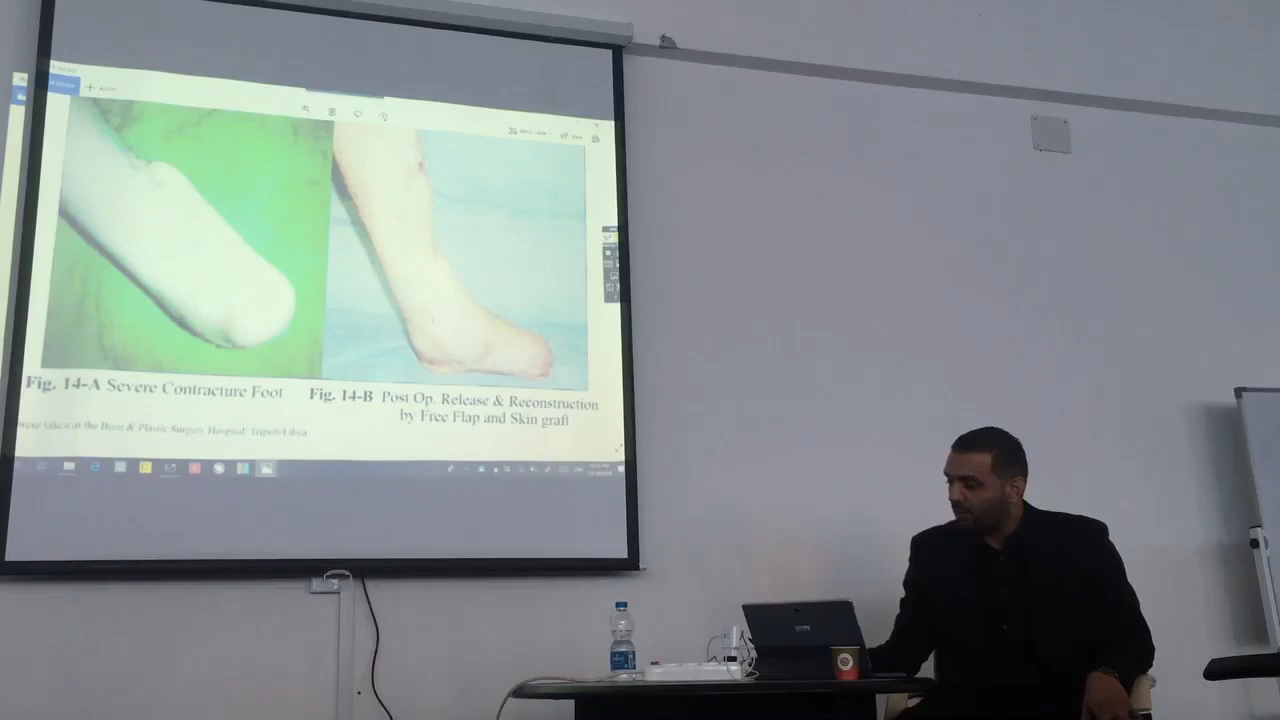 Fig. 14-A Severe Contracture Foot
Fig. 14-B Post Op. Release & Reconstruction
by Free Flap and Skin graft
were taken at the Burn & Plastic Surgery Hospital. Tripoli-Libya